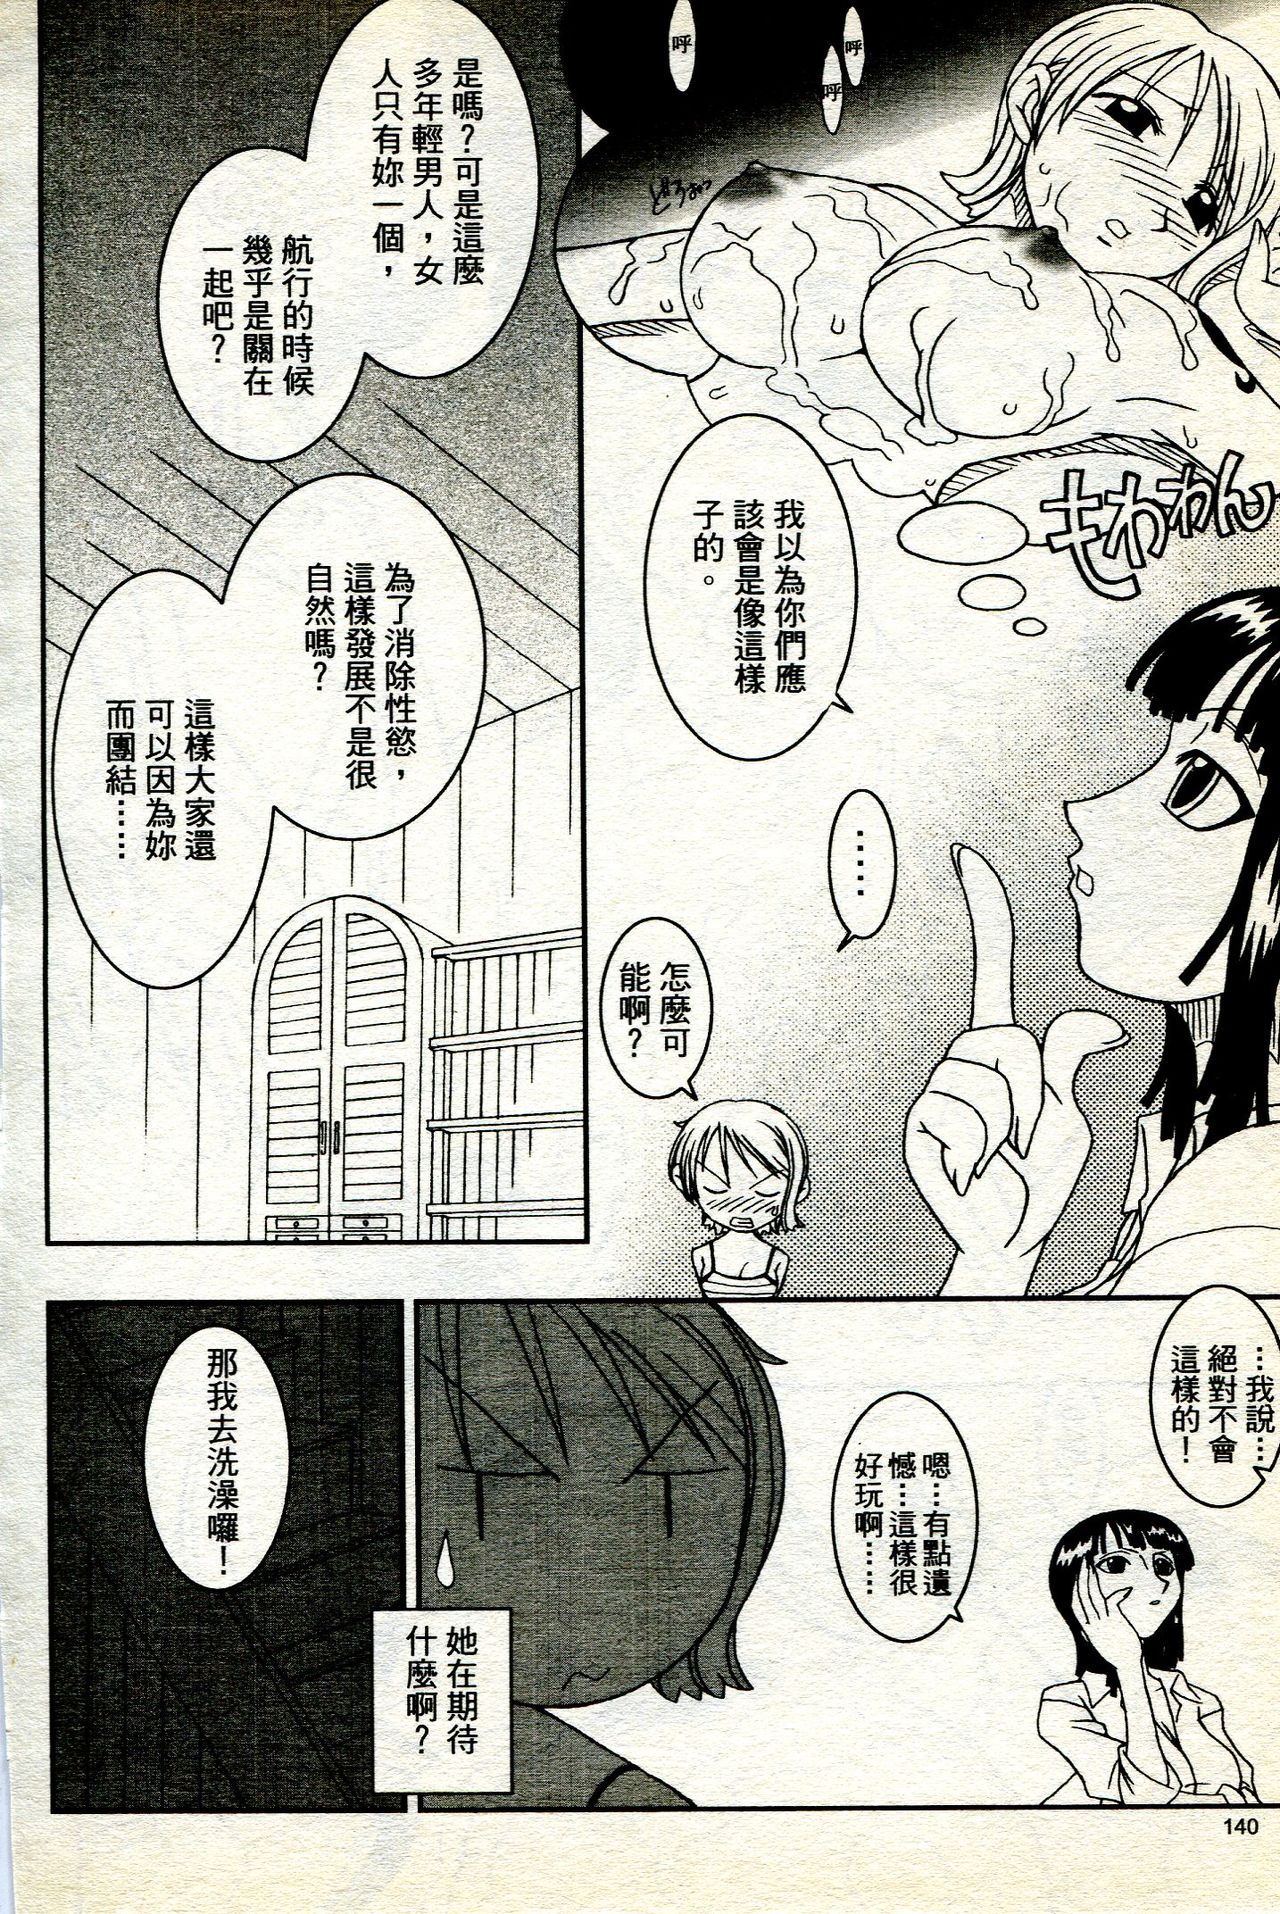 呼
呼
呼
どろぉっ
もわわん
我以為你們應
該會是像這樣
子的。
……
怎麼可
能啊？
是嗎？可是這麼
多年輕男人，女
人只有妳一個，
航行的時候
幾乎是關在
一起吧？
為了消除性慾，
這樣發展不是很
自然嗎？
這樣大家還
可以因為妳
而團結……
…我說…
絕對不會
這樣的！
嗯…有點遺
憾…這樣很
好玩啊……
她在期待
什麼啊？
那我去洗澡囉！
140